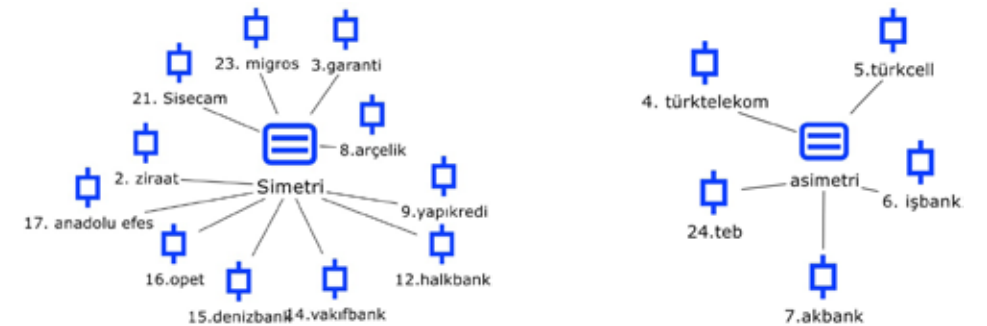 23. migros
3.garanti
5.türkcell
21. Sisecam
4. türktelekom
8.arçelik
2. ziraat
Simetri
asimetri
9.yapıkredi
6. işbank
17. anadolu efes
24.teb
16.opet
12.halkbank
15.denizbank
14.vakıfbank
7.akbank